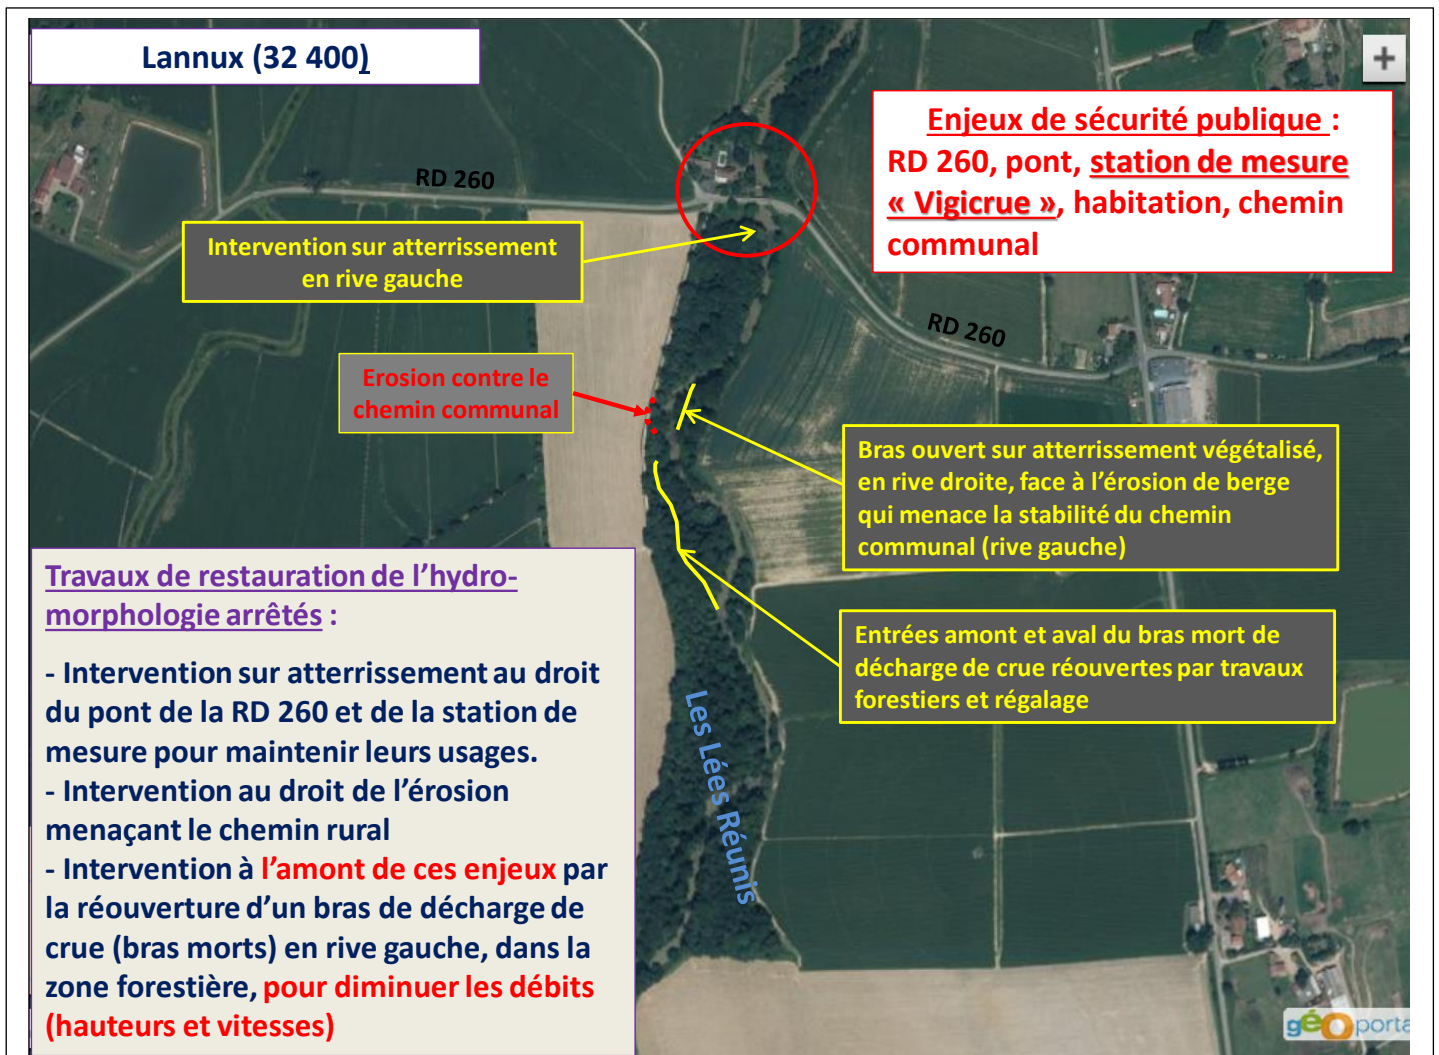 Lannux (32 400)
Enjeux de sécurité publique :
RD 260, pont, station de mesure
« Vigicrue », habitation, chemin
communal
RD 260
Intervention sur atterrissement
en rive gauche
RD 260
Erosion contre le
chemin communal
Bras ouvert sur atterrissement végétalisé,
en rive droite, face à l’érosion de berge
qui menace la stabilité du chemin
communal (rive gauche)
Entrées amont et aval du bras mort de
décharge de crue réouvertes par travaux
forestiers et régalage
Les Lées Réunis
Travaux de restauration de l’hydro-
morphologie arrêtés :
- Intervention sur atterrissement au droit
du pont de la RD 260 et de la station de
mesure pour maintenir leurs usages.
- Intervention au droit de l’érosion
menaçant le chemin rural
- Intervention à l’amont de ces enjeux par
la réouverture d’un bras de décharge de
crue (bras morts) en rive gauche, dans la
zone forestière, pour diminuer les débits
(hauteurs et vitesses)
géoporta